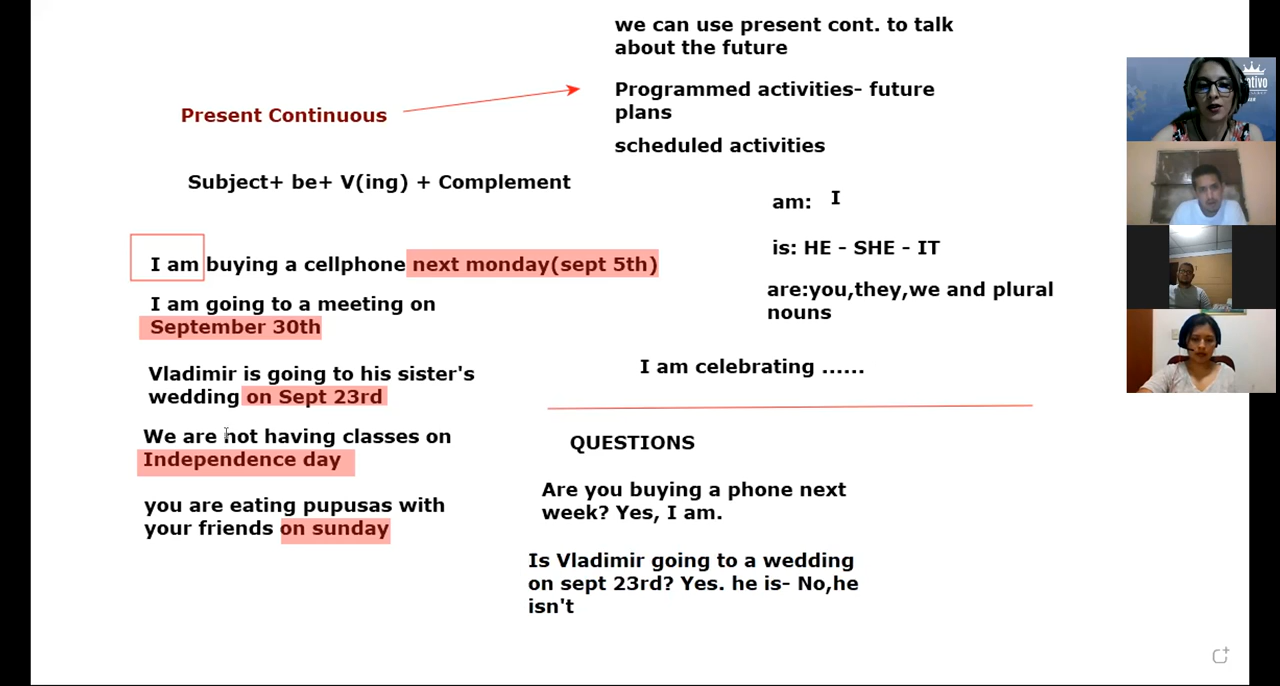 we can use present cont. to talk
about the future
Programmed activities- future
plans
scheduled activities
Present Continuous
Subject+ be+ V(ing) + Complement
am: I
is: HE - SHE - IT
are:you,they,we and plural
nouns
I am celebrating ......
I am buying a cellphone next monday(sept 5th)
I am going to a meeting on
September 30th
Vladimir is going to his sister's
wedding on Sept 23rd
We are not having classes on
Independence day
you are eating pupusas with
your friends on sunday
QUESTIONS
Are you buying a phone next
week? Yes, I am.
Is Vladimir going to a wedding
on sept 23rd? Yes. he is- No,he
isn't